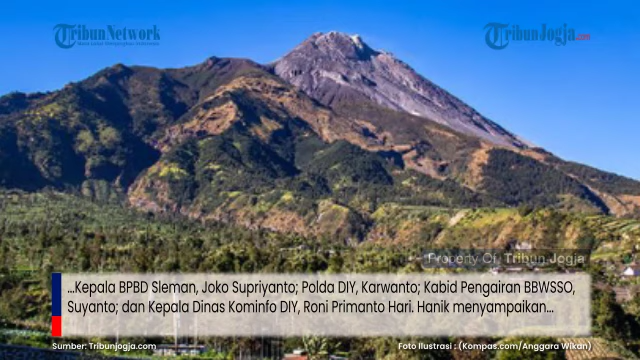 TribunNetwork
TribunJogja.com
Property Of Tribun Jogja
...Kepala BPBD Sleman, Joko Supriyanto; Polda DIY, Karwanto; Kabid Pengairan BBWSSO,
Suyanto; dan Kepala Dinas Kominfo DIY, Roni Primanto Hari. Hanik menyampaikan...
Sumber: Tribunjogja.com
Foto Ilustrasi : (Kompas.com/Anggara Wikan)